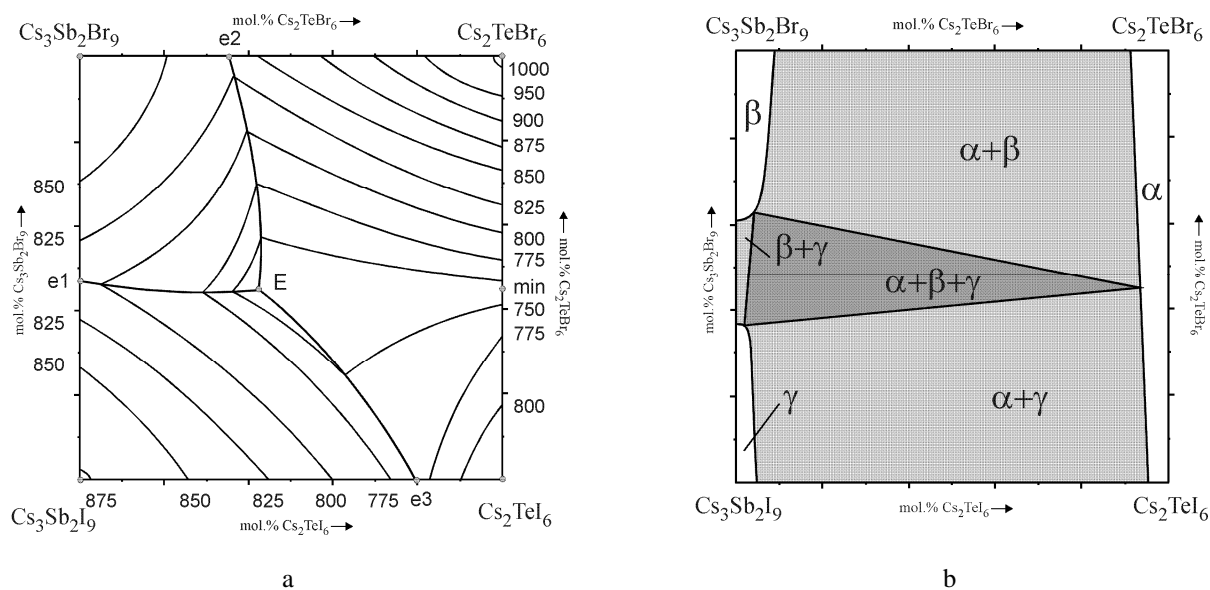 mol.% Cs₂TeBr₆
Cs₃Sb₂Br₉
e2
Cs₂TeBr₆
1000
950
900
875
850
825
800
775
min
750
775
800
mol.% Cs₂TeBr₆
850
825
e1
825
850
mol.% Cs₃Sb₂Br₉
E
875
850
825
800
775
e3
Cs₃Sb₂I₉
mol.% Cs₂TeI₆
Cs₂TeI₆
a
Cs₃Sb₂Br₉
mol.% Cs₂TeBr₆
Cs₂TeBr₆
β
α+β
α
β+γ
α+β+γ
γ
α+γ
mol.% Cs₃Sb₂Br₉
mol.% Cs₂TeBr₆
Cs₃Sb₂I₉
mol.% Cs₂TeI₆
Cs₂TeI₆
b